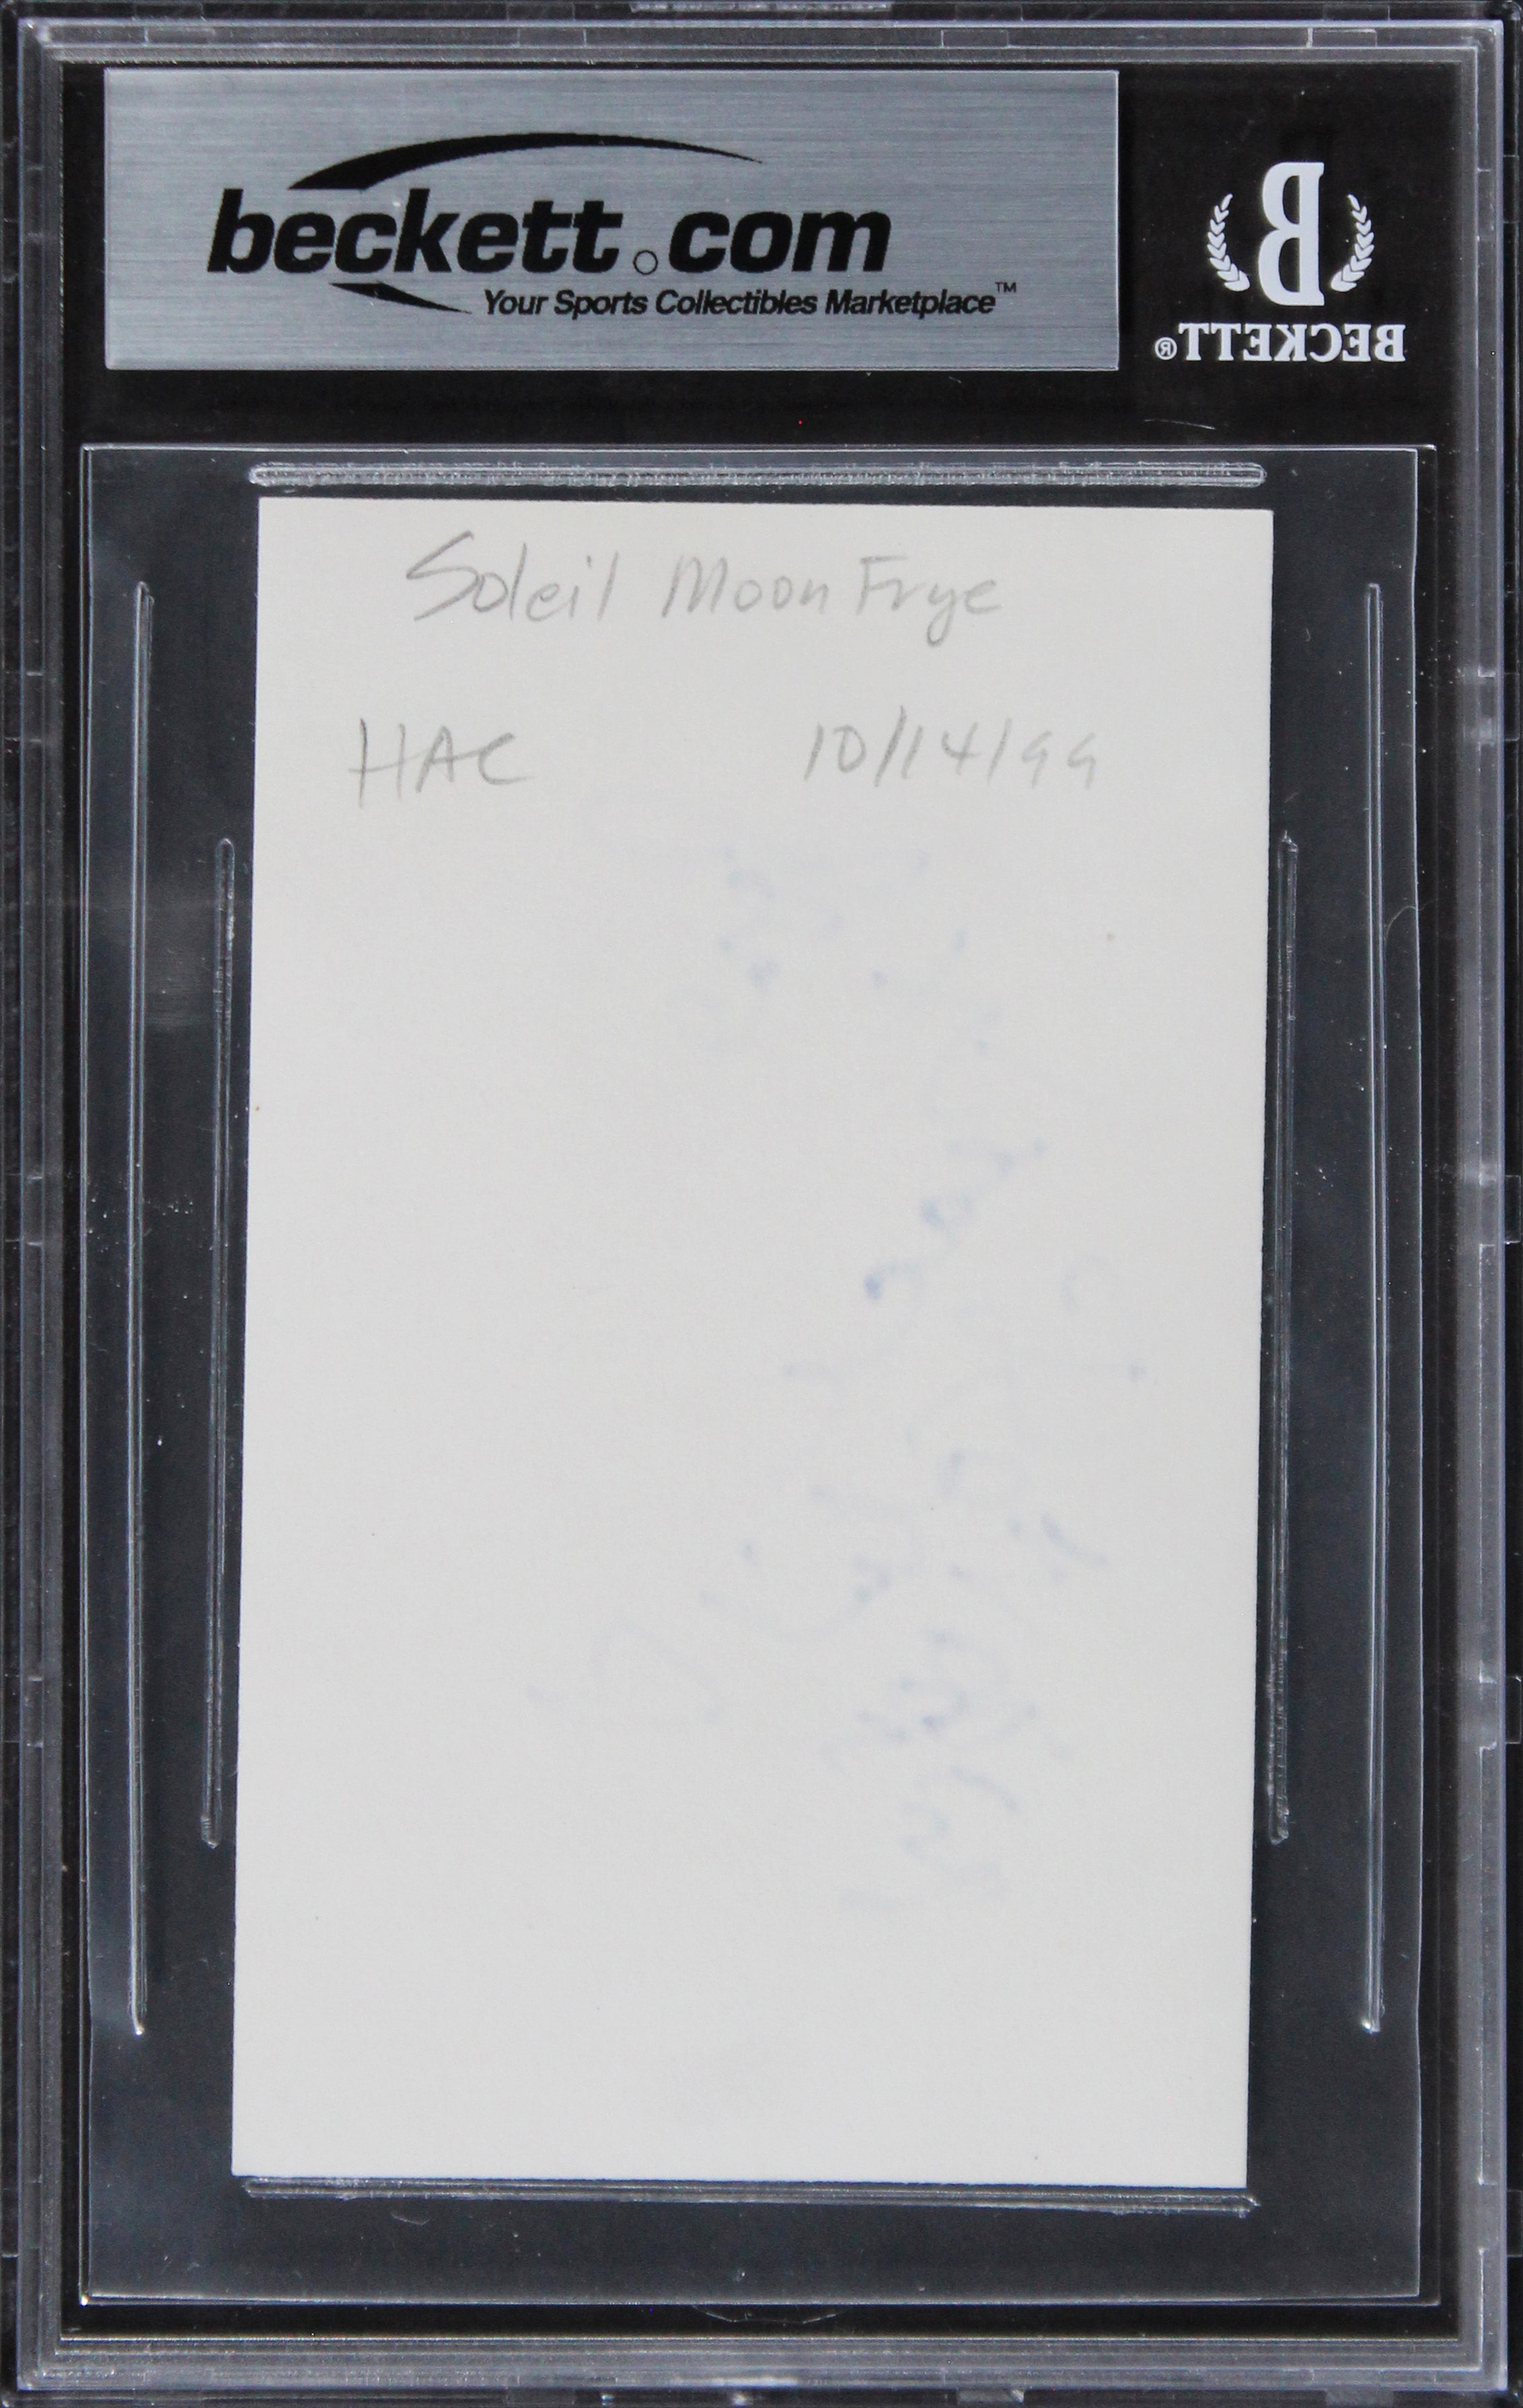 beckett.com
Your Sports Collectibles Marketplace™
B
BECKETT®
Soleil Moon Frye
HAC 10/14/99